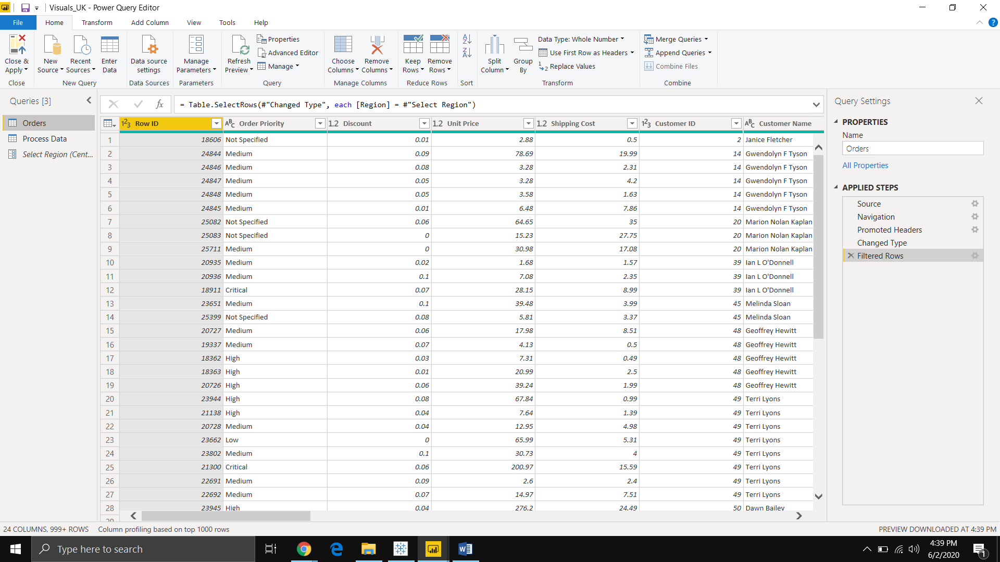 Visuals_UK - Power Query Editor
File Home Transform Add Column View Tools Help
Close & Apply
New Source
Recent Sources
Enter Data
Data source settings
Manage Parameters
Refresh Preview
Properties
Advanced Editor
Manage
Choose Columns
Remove Columns
Keep Rows
Remove Rows
Split Column
Group By
Data Type: Whole Number
Use First Row as Headers
Replace Values
Merge Queries
Append Queries
Combine Files
Close New Query Data Sources Parameters Query Manage Columns Reduce Rows Sort Transform Combine
Queries [3]
Orders
Process Data
Select Region (Cent...
fx = Table.SelectRows(#"Changed Type", each [Region] = #"Select Region")
Row ID Order Priority Discount Unit Price Shipping Cost Customer ID Customer Name
1 18606 Not Specified 0.01 2.88 0.5 2 Janice Fletcher
2 24844 Medium 0.09 78.69 19.99 14 Gwendolyn F Tyson
3 24846 Medium 0.08 3.28 2.31 14 Gwendolyn F Tyson
4 24847 Medium 0.05 3.28 4.2 14 Gwendolyn F Tyson
5 24848 Medium 0.05 3.58 1.63 14 Gwendolyn F Tyson
6 24845 Medium 0.01 6.48 7.86 14 Gwendolyn F Tyson
7 25082 Not Specified 0.06 64.65 35 20 Marion Nolan Kaplan
8 25083 Not Specified 0 15.23 27.75 20 Marion Nolan Kaplan
9 25711 Medium 0 30.98 17.08 20 Marion Nolan Kaplan
10 20935 Medium 0.02 1.68 1.57 39 Ian L O'Donnell
11 20936 Medium 0.1 7.08 2.35 39 Ian L O'Donnell
12 18911 Critical 0.07 28.15 8.99 39 Ian L O'Donnell
13 23651 Medium 0.1 39.48 3.99 45 Melinda Sloan
14 25399 Not Specified 0.08 5.81 3.37 45 Melinda Sloan
15 20727 Medium 0.06 17.98 8.51 48 Geoffrey Hewitt
16 19337 Medium 0.07 4.13 0.5 48 Geoffrey Hewitt
17 18362 High 0.03 7.31 0.49 48 Geoffrey Hewitt
18 18363 High 0.01 20.99 2.5 48 Geoffrey Hewitt
19 20726 High 0.06 39.24 1.99 48 Geoffrey Hewitt
20 23944 High 0.08 67.84 0.99 49 Terri Lyons
21 21138 High 0.04 7.64 1.39 49 Terri Lyons
22 20728 Medium 0.04 12.95 4.98 49 Terri Lyons
23 23662 Low 0 65.99 5.31 49 Terri Lyons
24 23802 Medium 0.1 30.73 4 49 Terri Lyons
25 21300 Critical 0.06 200.97 15.59 49 Terri Lyons
26 22691 Medium 0.09 2.6 2.4 49 Terri Lyons
27 22692 Medium 0.07 14.97 7.51 49 Terri Lyons
28 23945 High 0.04 276.2 24.49 50 Dawn Bailey
29
Query Settings
PROPERTIES
Name
Orders
All Properties
APPLIED STEPS
Source
Navigation
Promoted Headers
Changed Type
Filtered Rows
24 COLUMNS, 999+ ROWS Column profiling based on top 1000 rows PREVIEW DOWNLOADED AT 4:39 PM
Type here to search
4:39 PM
6/2/2020
1